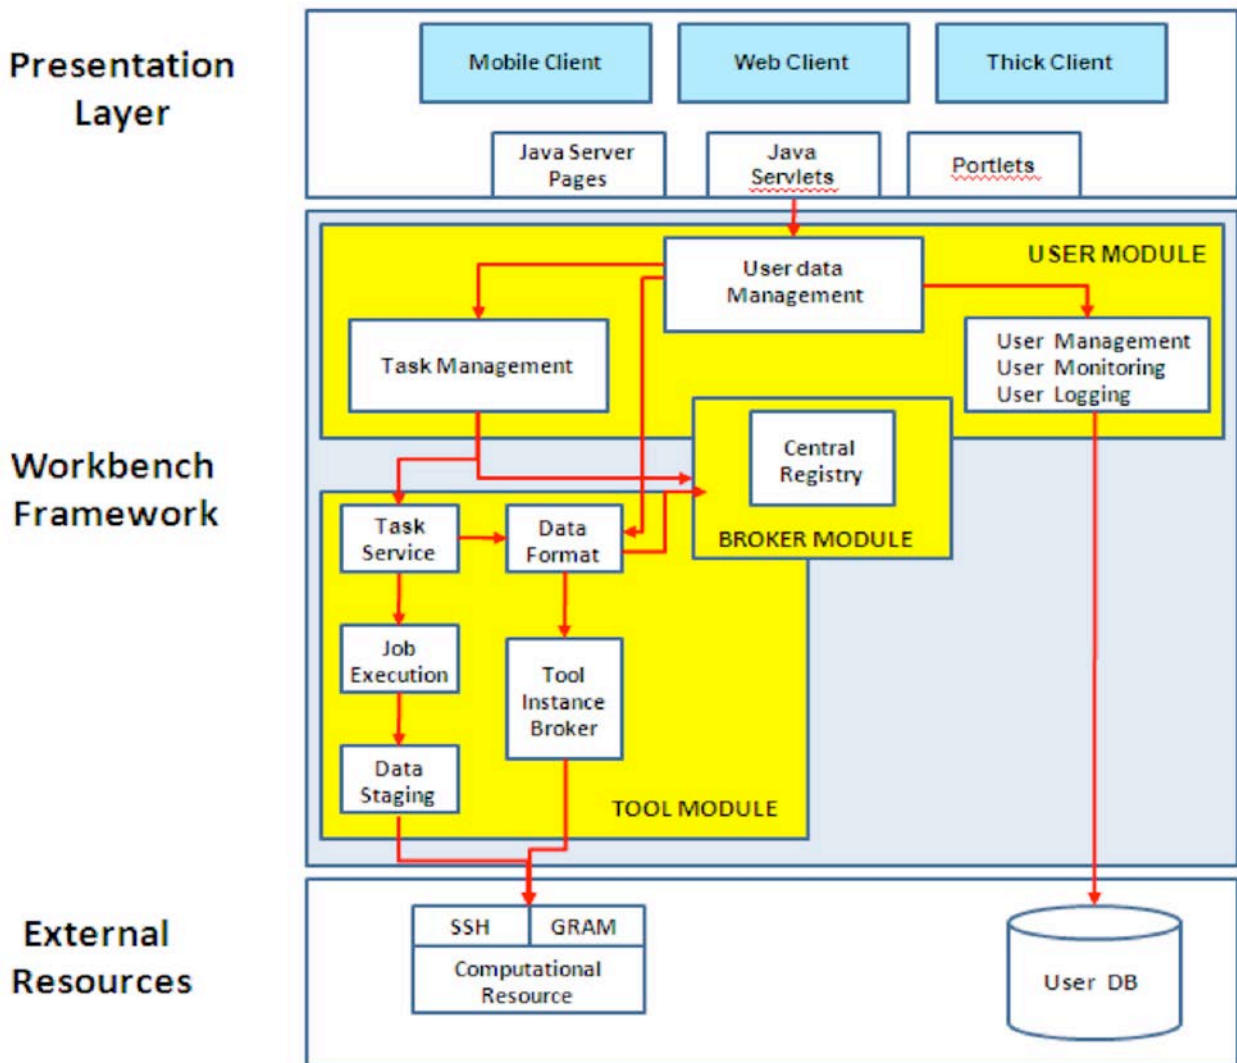 Presentation
Layer
Mobile Client
Web Client
Thick Client
Java Server
Pages
Java
Servlets
Portlets
Workbench
Framework
USER MODULE
User data
Management
Task Management
User Management
User Monitoring
User Logging
Central
Registry
BROKER MODULE
Task
Service
Data
Format
Job
Execution
Tool
Instance
Broker
Data
Staging
TOOL MODULE
External
Resources
SSH
GRAM
Computational
Resource
User DB